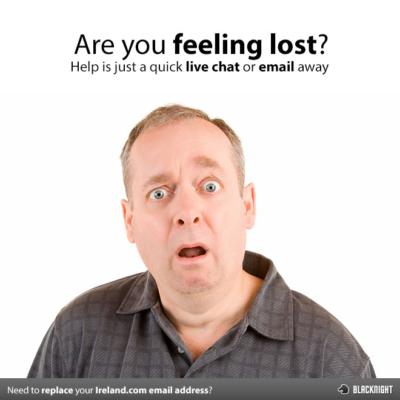 Are you feeling lost?
Help is just a quick live chat or email away
Need to replace your Ireland.com email address?
BLACKNIGHT